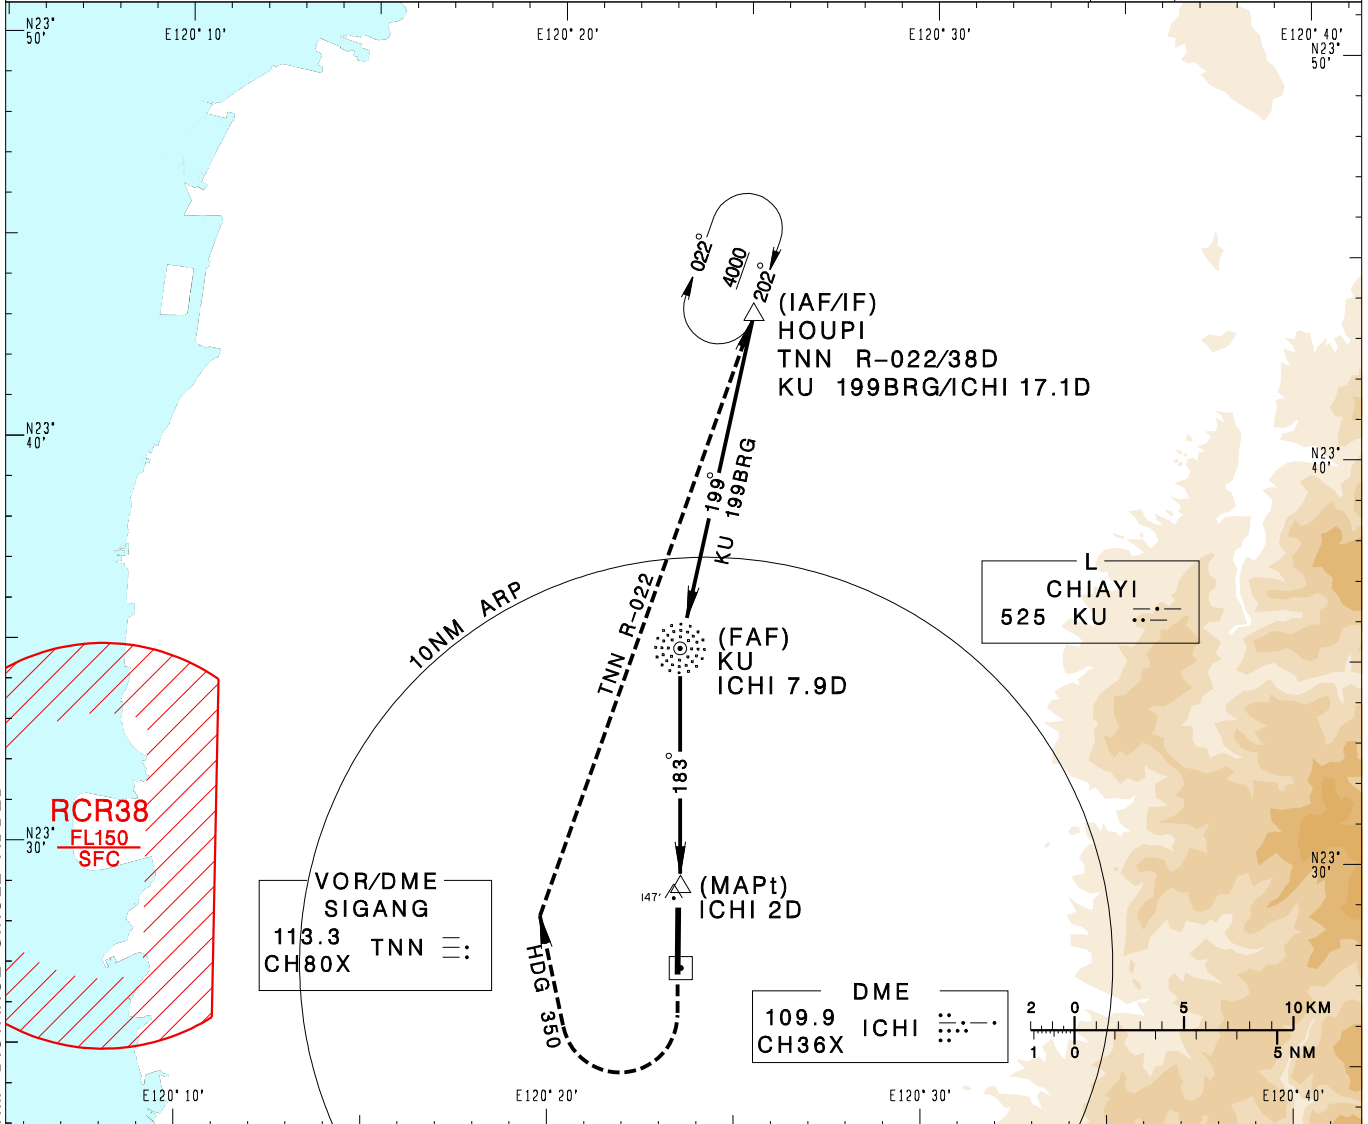 N23°
50'
E120°10'
E120°20'
E120°30'
E120°40'
N23°
50'
022°
4000
202°
(IAF/IF)
HOUPI
TNN R-022/38D
KU 199BRG/ICHI 17.1D
N23°
40'
N23°
40'
199°
KU 199BRG
TNN R-022
10NM ARP
L
CHIAYI
525 KU
(FAF)
KU
ICHI 7.9D
183°
RCR38
FL150
SFC
N23°
30'
N23°
30'
VOR/DME
SIGANG
113.3
CH80X
TNN
147'
(MAPt)
ICHI 2D
HDG 350
DME
109.9
CH36X
ICHI
2 0 5 10 KM
1 0 5 NM
E120°10'
E120°20'
E120°30'
E120°40'